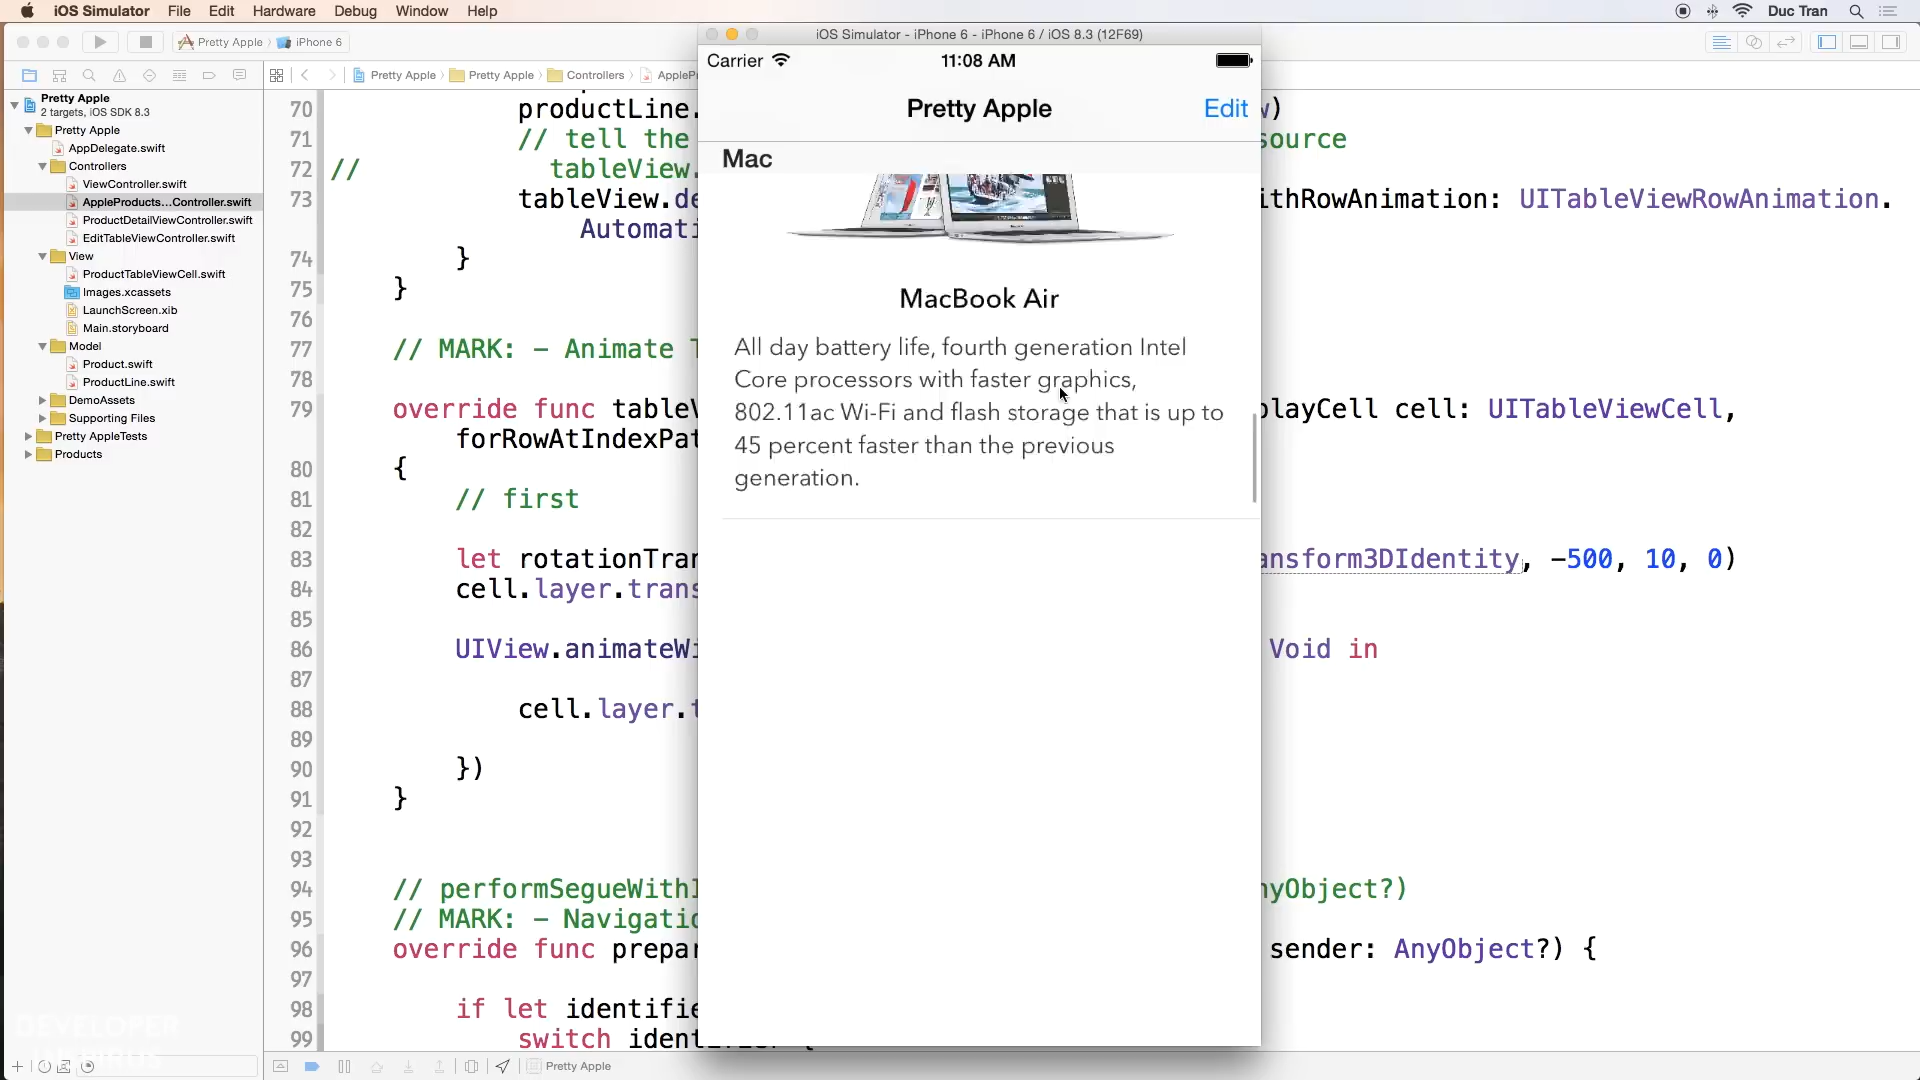 iOS Simulator File Edit Hardware Debug Window Help
Duc Tran
Pretty Apple iPhone 6
iOS Simulator - iPhone 6 - iPhone 6 / iOS 8.3 (12F69)
Pretty Apple Pretty Apple Controllers AppleP
Pretty Apple
2 targets, iOS SDK 8.3
Pretty Apple
AppDelegate.swift
Controllers
ViewController.swift
AppleProducts...Controller.swift
ProductDetailViewController.swift
EditTableViewController.swift
View
ProductTableViewCell.swift
Images.xcassets
LaunchScreen.xib
Main.storyboard
Model
Product.swift
ProductLine.swift
DemoAssets
Supporting Files
Pretty AppleTests
Products
Carrier 11:08 AM
Pretty Apple Edit
Mac
MacBook Air
All day battery life, fourth generation Intel
Core processors with faster graphics,
802.11ac Wi-Fi and flash storage that is up to
45 percent faster than the previous
generation.
70 productLine. w)
71 // tell the source
72 // tableView.
73 tableView.de ithRowAnimation: UITableViewRowAnimation.
Automati
74 }
75 }
76
77 // MARK: - Animate T
78
79 override func tableV playCell cell: UITableViewCell,
forRowAtIndexPat
80 {
81 // first
82
83 let rotationTran ansform3DIdentity, -500, 10, 0)
84 cell.layer.trans
85
86 UIView.animateWi Void in
87
88 cell.layer.t
89
90 })
91 }
92
93
94 // performSegueWithI nyObject?)
95 // MARK: - Navigatio
96 override func prepar sender: AnyObject?) {
97
98 if let identifie
99 switch identifier {
DEVELOPER
Pretty Apple